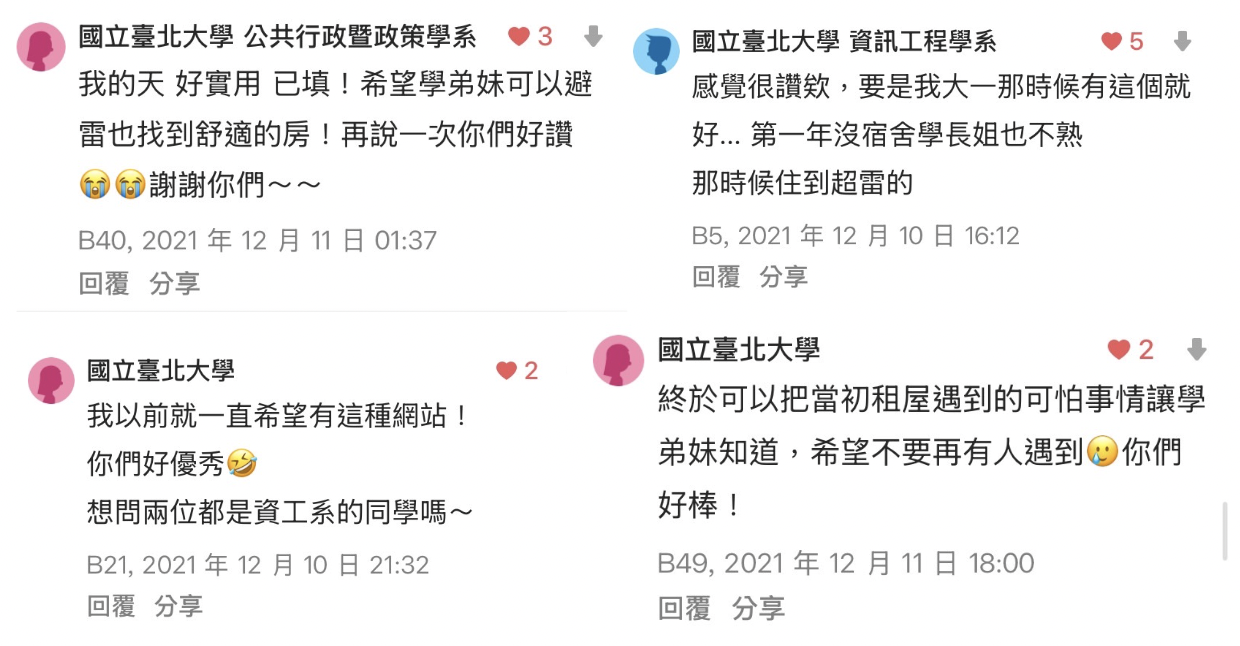 國立臺北大學 公共行政暨政策學系 3
我的天 好實用 已填！希望學弟妹可以避
雷也找到舒適的房！再說一次你們好讚
😭😭謝謝你們～～
B40, 2021 年 12 月 11 日 01:37
回覆 分享
國立臺北大學 資訊工程學系 5
感覺很讚欸，要是我大一那時候有這個就
好... 第一年沒宿舍學長姐也不熟
那時候住到超雷的
B5, 2021 年 12 月 10 日 16:12
回覆 分享
國立臺北大學 2
我以前就一直希望有這種網站！
你們好優秀🤣
想問兩位都是資工系的同學嗎～
B21, 2021 年 12 月 10 日 21:32
回覆 分享
國立臺北大學 2
終於可以把當初租屋遇到的可怕事情讓學
弟妹知道，希望不要再有人遇到🥲你們
好棒！
B49, 2021 年 12 月 11 日 18:00
回覆 分享